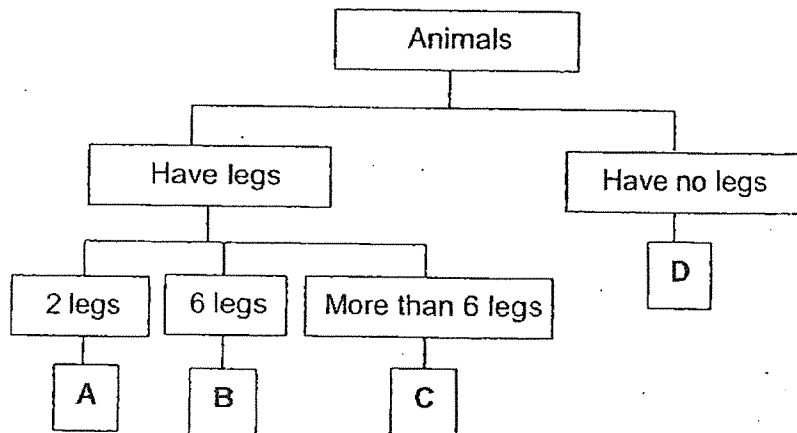 Animals
Have legs
Have no legs
D
2 legs
6 legs
More than 6 legs
A
B
C